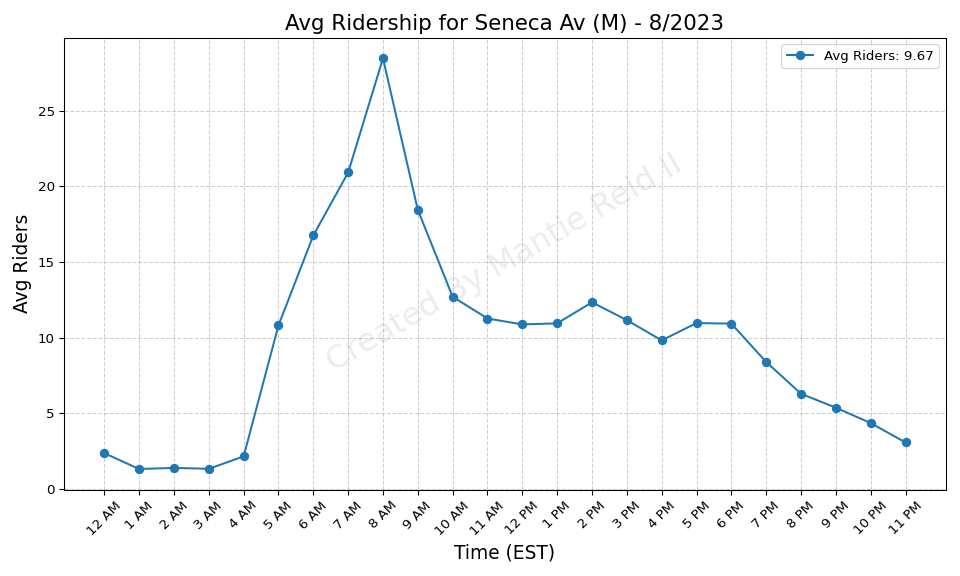 Avg Ridership for Seneca Av (M) - 8/2023
Avg Riders: 9.67
Avg Riders
25
20
15
10
5
0
Created By Mantie Reid II
12 AM
1 AM
2 AM
3 AM
4 AM
5 AM
6 AM
7 AM
8 AM
9 AM
10 AM
11 AM
12 PM
1 PM
2 PM
3 PM
4 PM
5 PM
6 PM
7 PM
8 PM
9 PM
10 PM
11 PM
Time (EST)